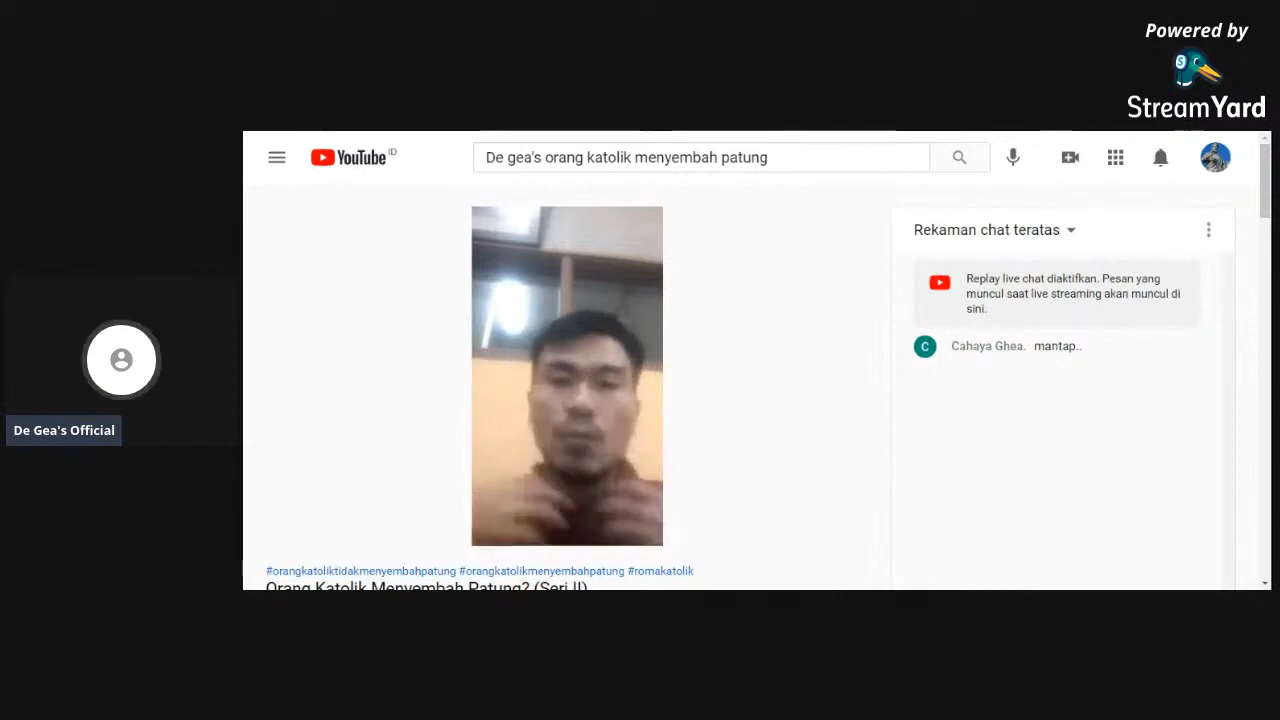 Powered by
StreamYard
YouTube ID
De gea's orang katolik menyembah patung
Rekaman chat teratas
Replay live chat diaktifkan. Pesan yang
muncul saat live streaming akan muncul di
sini.
C Cahaya Ghea. mantap..
De Gea's Official
#orangkatoliktidakmenyembahpatung #orangkatolikmenyembahpatung #romakatolik
Orang Katolik Menyembah Patung? (Seri II)